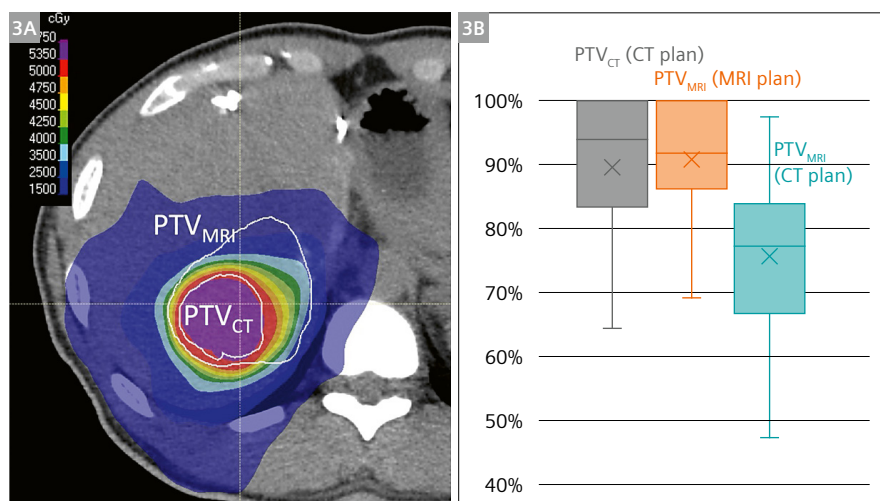 3A
cGy
5350
5000
4750
4500
4250
4000
3500
2500
1500
PTVMRI
PTVCT
3B
PTVCT (CT plan)
PTVMRI (MRI plan)
PTVMRI
(CT plan)
100%
90%
80%
70%
60%
50%
40%